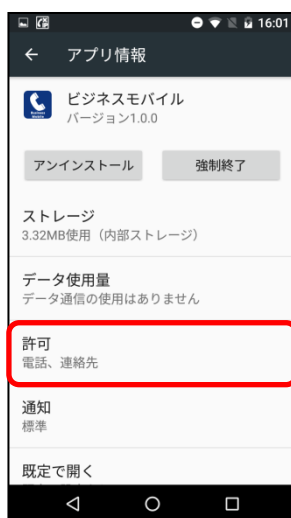 16:01
アプリ情報
ビジネスモバイル
バージョン1.0.0
アンインストール
強制終了
ストレージ
3.32MB使用（内部ストレージ）
データ使用量
データ通信の使用はありません
許可
電話、連絡先
通知
標準
既定で開く